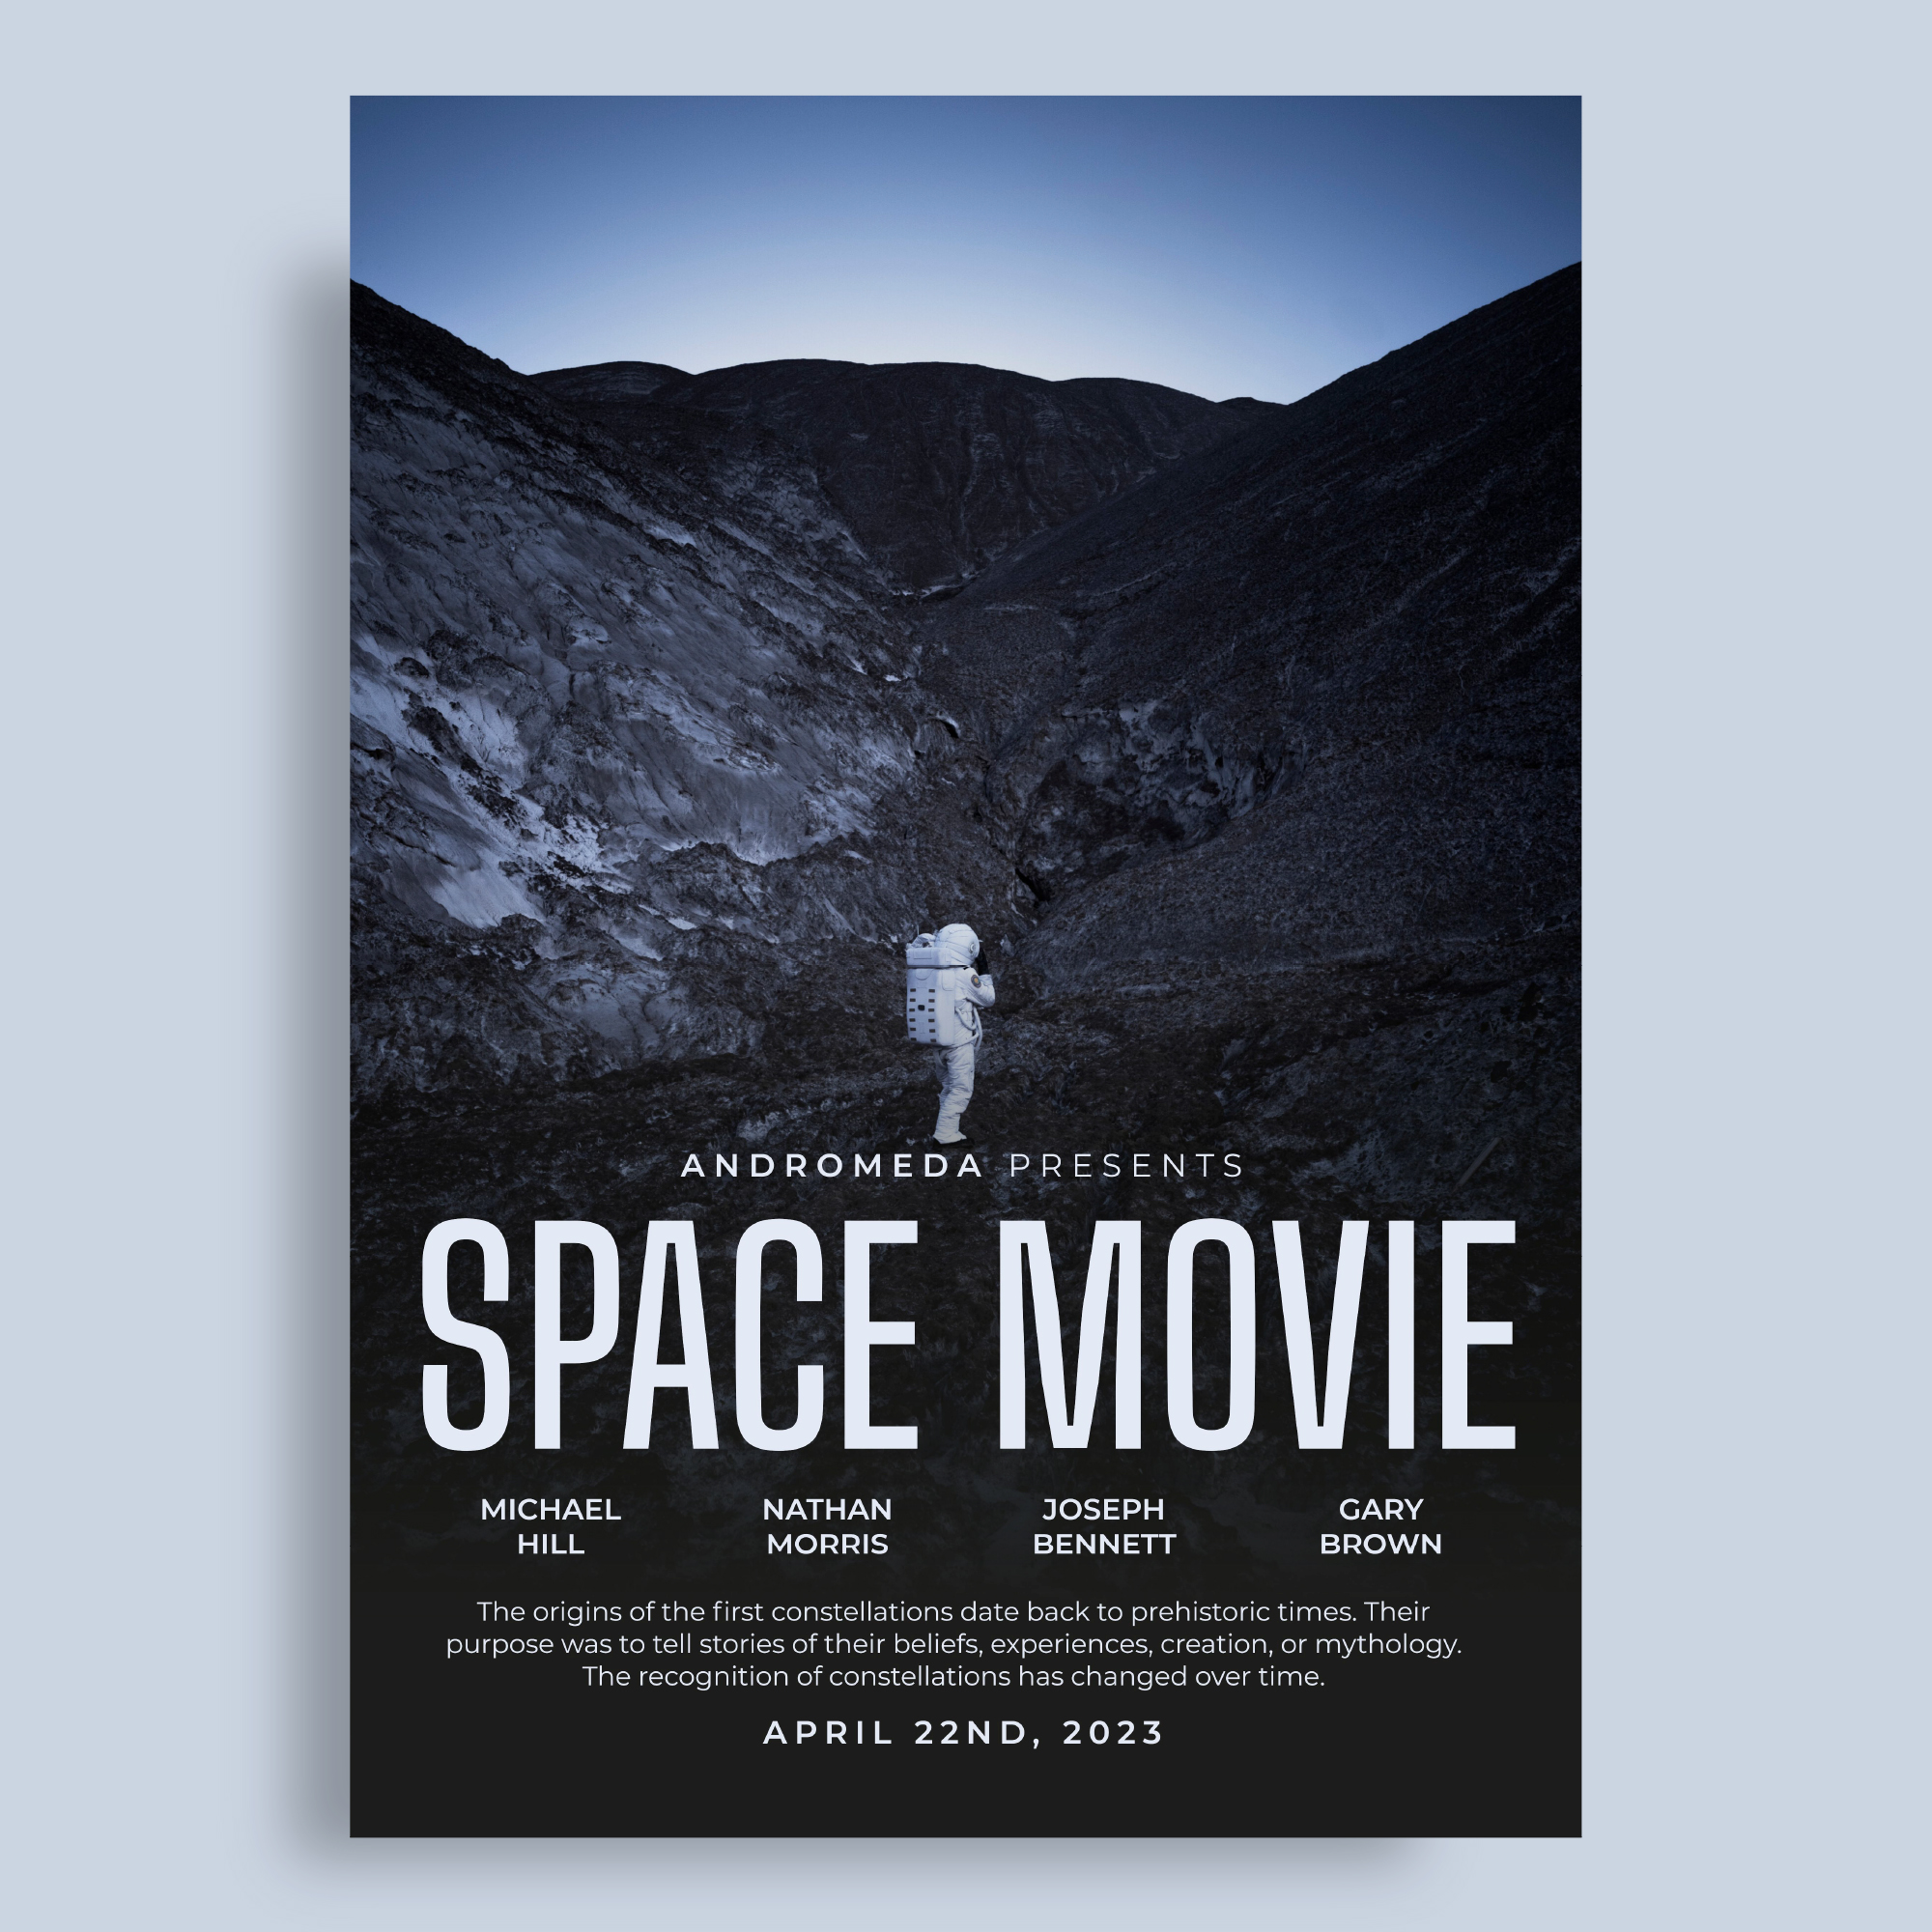 ANDROMEDA PRESENTS
SPACE MOVIE
MICHAEL HILL
NATHAN MORRIS
JOSEPH BENNETT
GARY BROWN
The origins of the first constellations date back to prehistoric times. Their
purpose was to tell stories of their beliefs, experiences, creation, or mythology.
The recognition of constellations has changed over time.
APRIL 22ND, 2023